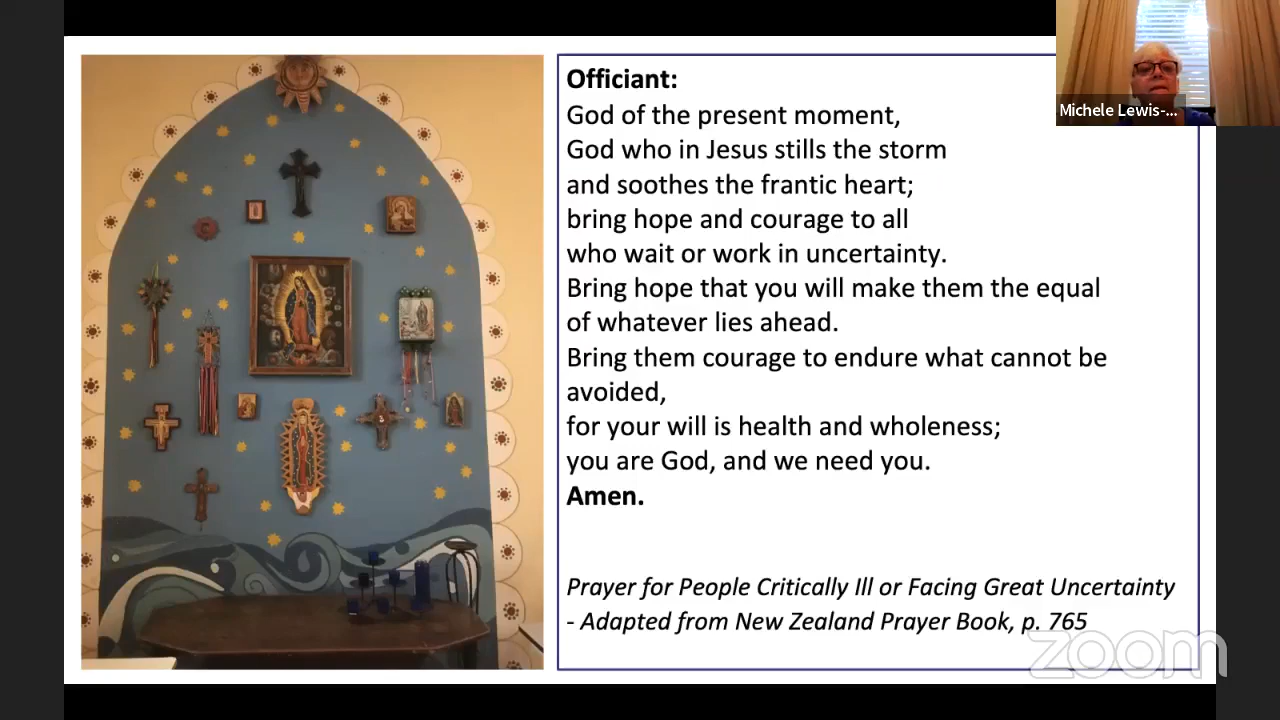 Officiant:
God of the present moment,
God who in Jesus stills the storm
and soothes the frantic heart;
bring hope and courage to all
who wait or work in uncertainty.
Bring hope that you will make them the equal
of whatever lies ahead.
Bring them courage to endure what cannot be
avoided,
for your will is health and wholeness;
you are God, and we need you.
Amen.
Prayer for People Critically Ill or Facing Great Uncertainty
- Adapted from New Zealand Prayer Book, p. 765
Michele Lewis-...
zoom